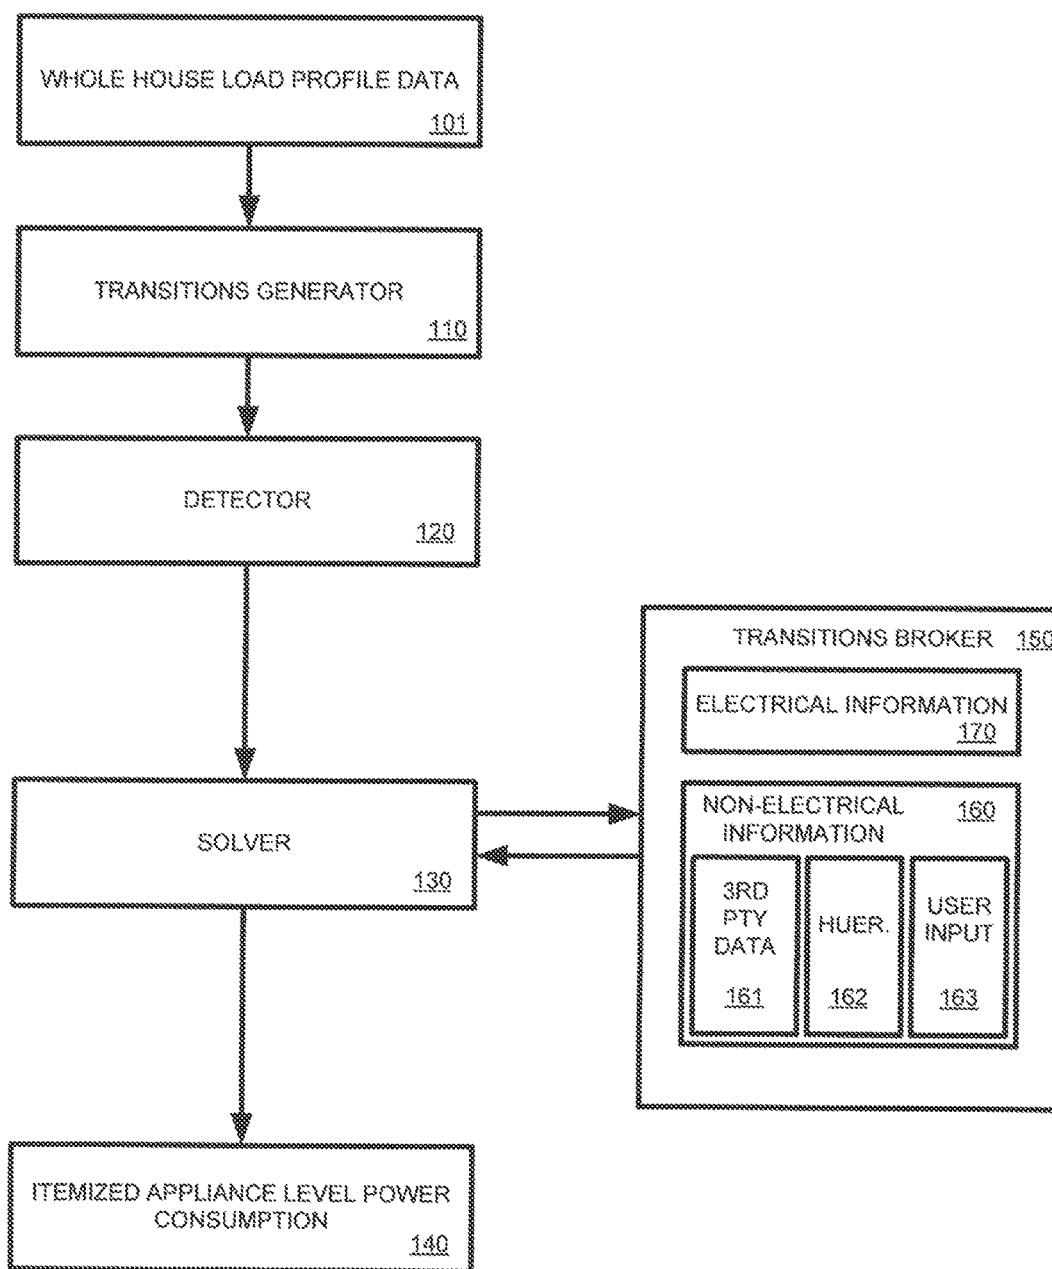 WHOLE HOUSE LOAD PROFILE DATA
101
TRANSITIONS GENERATOR
110
DETECTOR
120
TRANSITIONS BROKER 150
ELECTRICAL INFORMATION
170
NON-ELECTRICAL 160
INFORMATION
3RD
PTY
DATA
161
HUER.
162
USER
INPUT
163
SOLVER
130
ITEMIZED APPLIANCE LEVEL POWER
CONSUMPTION
140